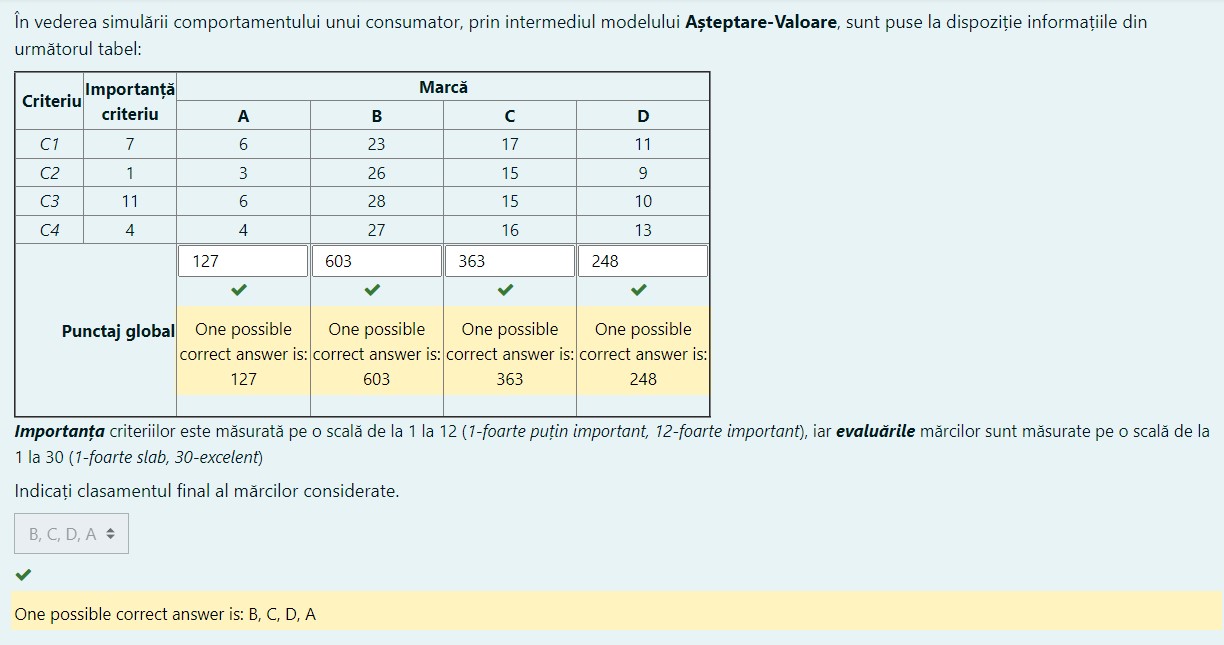 În vederea simulării comportamentului unui consumator, prin intermediul modelului Așteptare-Valoare, sunt puse la dispoziție informațiile din
următorul tabel:
Criteriu Importanță criteriu Marcă
A B C D
C1 7 6 23 17 11
C2 1 3 26 15 9
C3 11 6 28 15 10
C4 4 4 27 16 13
127 603 363 248
Punctaj global
One possible correct answer is: 127
One possible correct answer is: 603
One possible correct answer is: 363
One possible correct answer is: 248
Importanța criteriilor este măsurată pe o scală de la 1 la 12 (1-foarte puțin important, 12-foarte important), iar evaluările mărcilor sunt măsurate pe o scală de la
1 la 30 (1-foarte slab, 30-excelent)
Indicați clasamentul final al mărcilor considerate.
B, C, D, A
One possible correct answer is: B, C, D, A